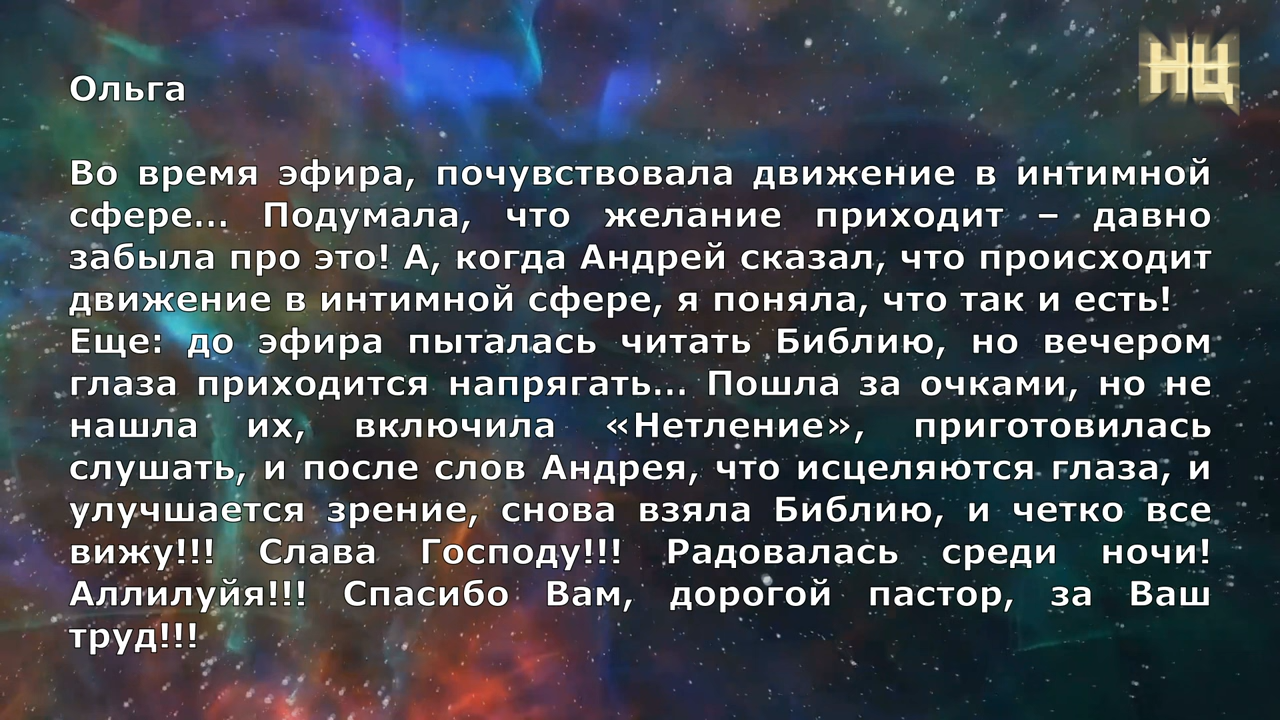 НЦ
Ольга
Во время эфира, почувствовала движение в интимной
сфере... Подумала, что желание приходит – давно
забыла про это! А, когда Андрей сказал, что происходит
движение в интимной сфере, я поняла, что так и есть!
Еще: до эфира пыталась читать Библию, но вечером
глаза приходится напрягать... Пошла за очками, но не
нашла их, включила «Нетление», приготовилась
слушать, и после слов Андрея, что исцеляются глаза, и
улучшается зрение, снова взяла Библию, и четко все
вижу!!! Слава Господу!!! Радовалась среди ночи!
Аллилуйя!!! Спасибо Вам, дорогой пастор, за Ваш
труд!!!